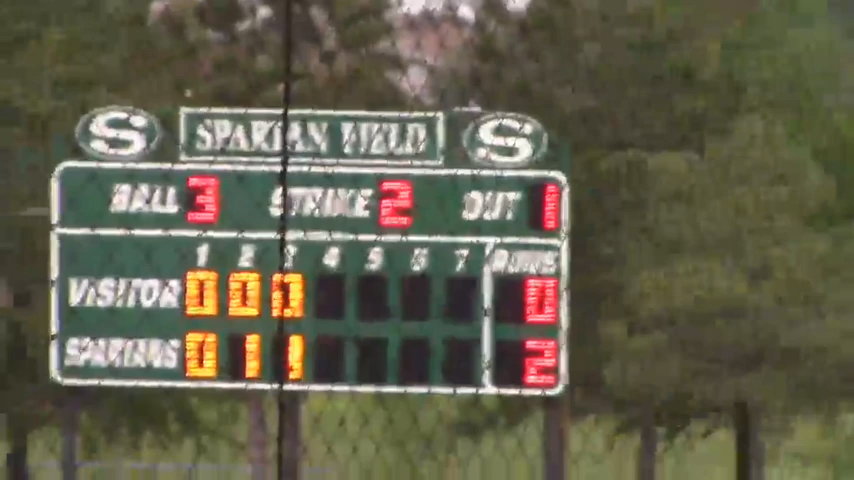 S SPARTAN FIELD S
BALL 3 STRIKE 2 OUT 1
1 2 3 4 5 6 7 RUNS
VISITOR 0 0 0 0
SPARTANS 0 1 1 2